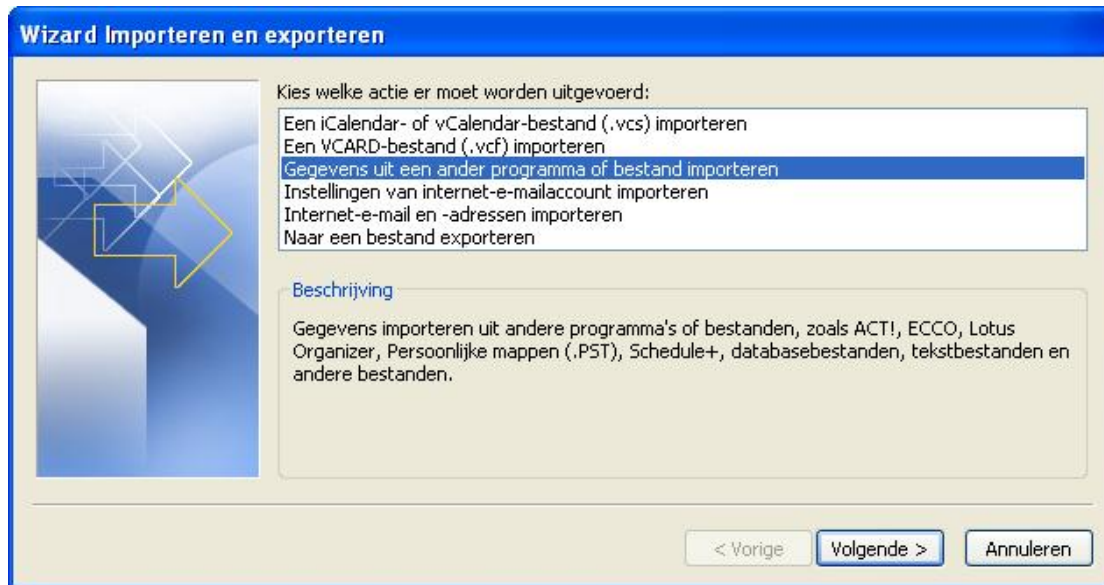 Wizard Importeren en exporteren
Kies welke actie er moet worden uitgevoerd:
Een iCalendar- of vCalendar-bestand (.vcs) importeren
Een VCARD-bestand (.vcf) importeren
Gegevens uit een ander programma of bestand importeren
Instellingen van internet-e-mailaccount importeren
Internet-e-mail en -adressen importeren
Naar een bestand exporteren
Beschrijving
Gegevens importeren uit andere programma's of bestanden, zoals ACT!, ECCO, Lotus
Organizer, Persoonlijke mappen (.PST), Schedule+, databasebestanden, tekstbestanden en
andere bestanden.
< Vorige
Volgende >
Annuleren